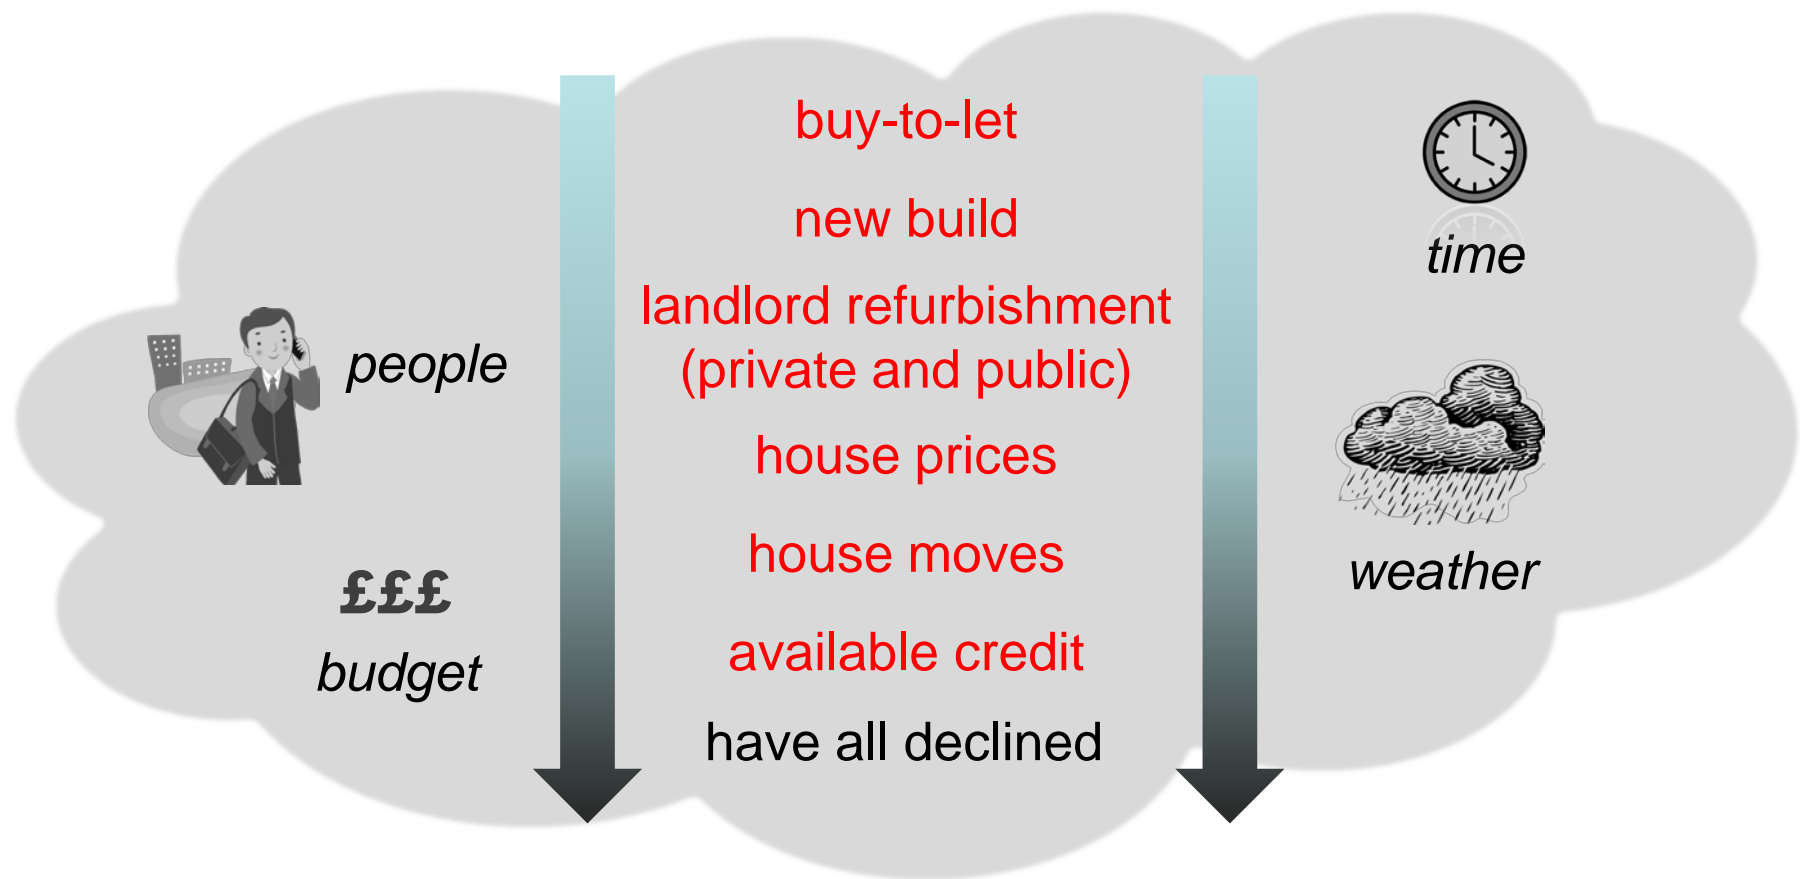 people
£££
budget
buy-to-let
new build
landlord refurbishment
(private and public)
house prices
house moves
available credit
have all declined
time
weather